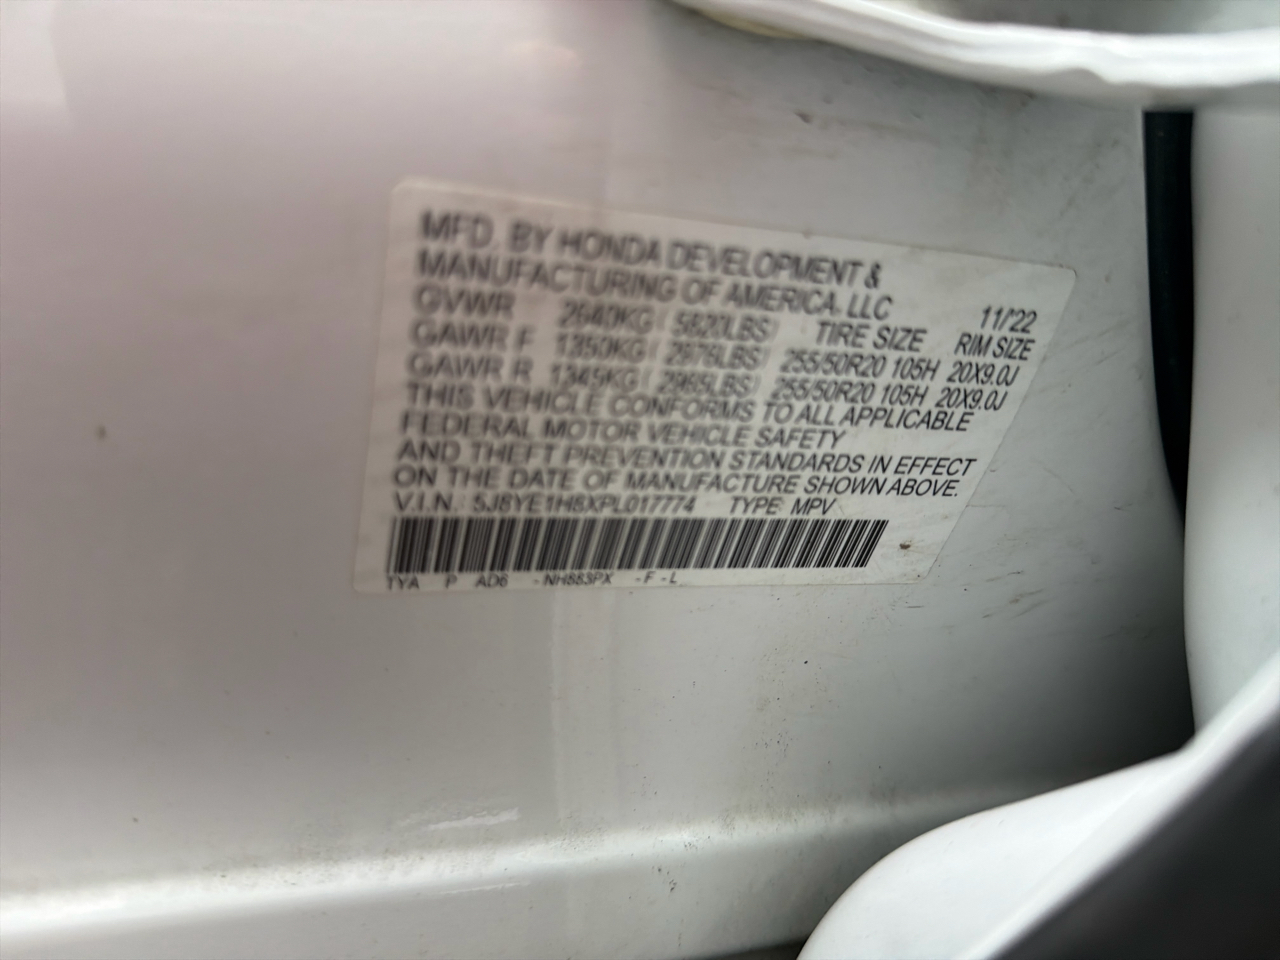 MFD. BY HONDA DEVELOPMENT &
MANUFACTURING OF AMERICA, LLC 11/22
GVWR 2640KG ( 5820LBS) TIRE SIZE RIM SIZE
GAWR F 1350KG ( 2976LBS) 255/50R20 105H 20X9.0J
GAWR R 1345KG ( 2965LBS) 255/50R20 105H 20X9.0J
THIS VEHICLE CONFORMS TO ALL APPLICABLE
FEDERAL MOTOR VEHICLE SAFETY
AND THEFT PREVENTION STANDARDS IN EFFECT
ON THE DATE OF MANUFACTURE SHOWN ABOVE.
V.I.N. 5J8YE1H8XPL017774 TYPE: MPV
TYA P AD6 - NH883PX - F - L